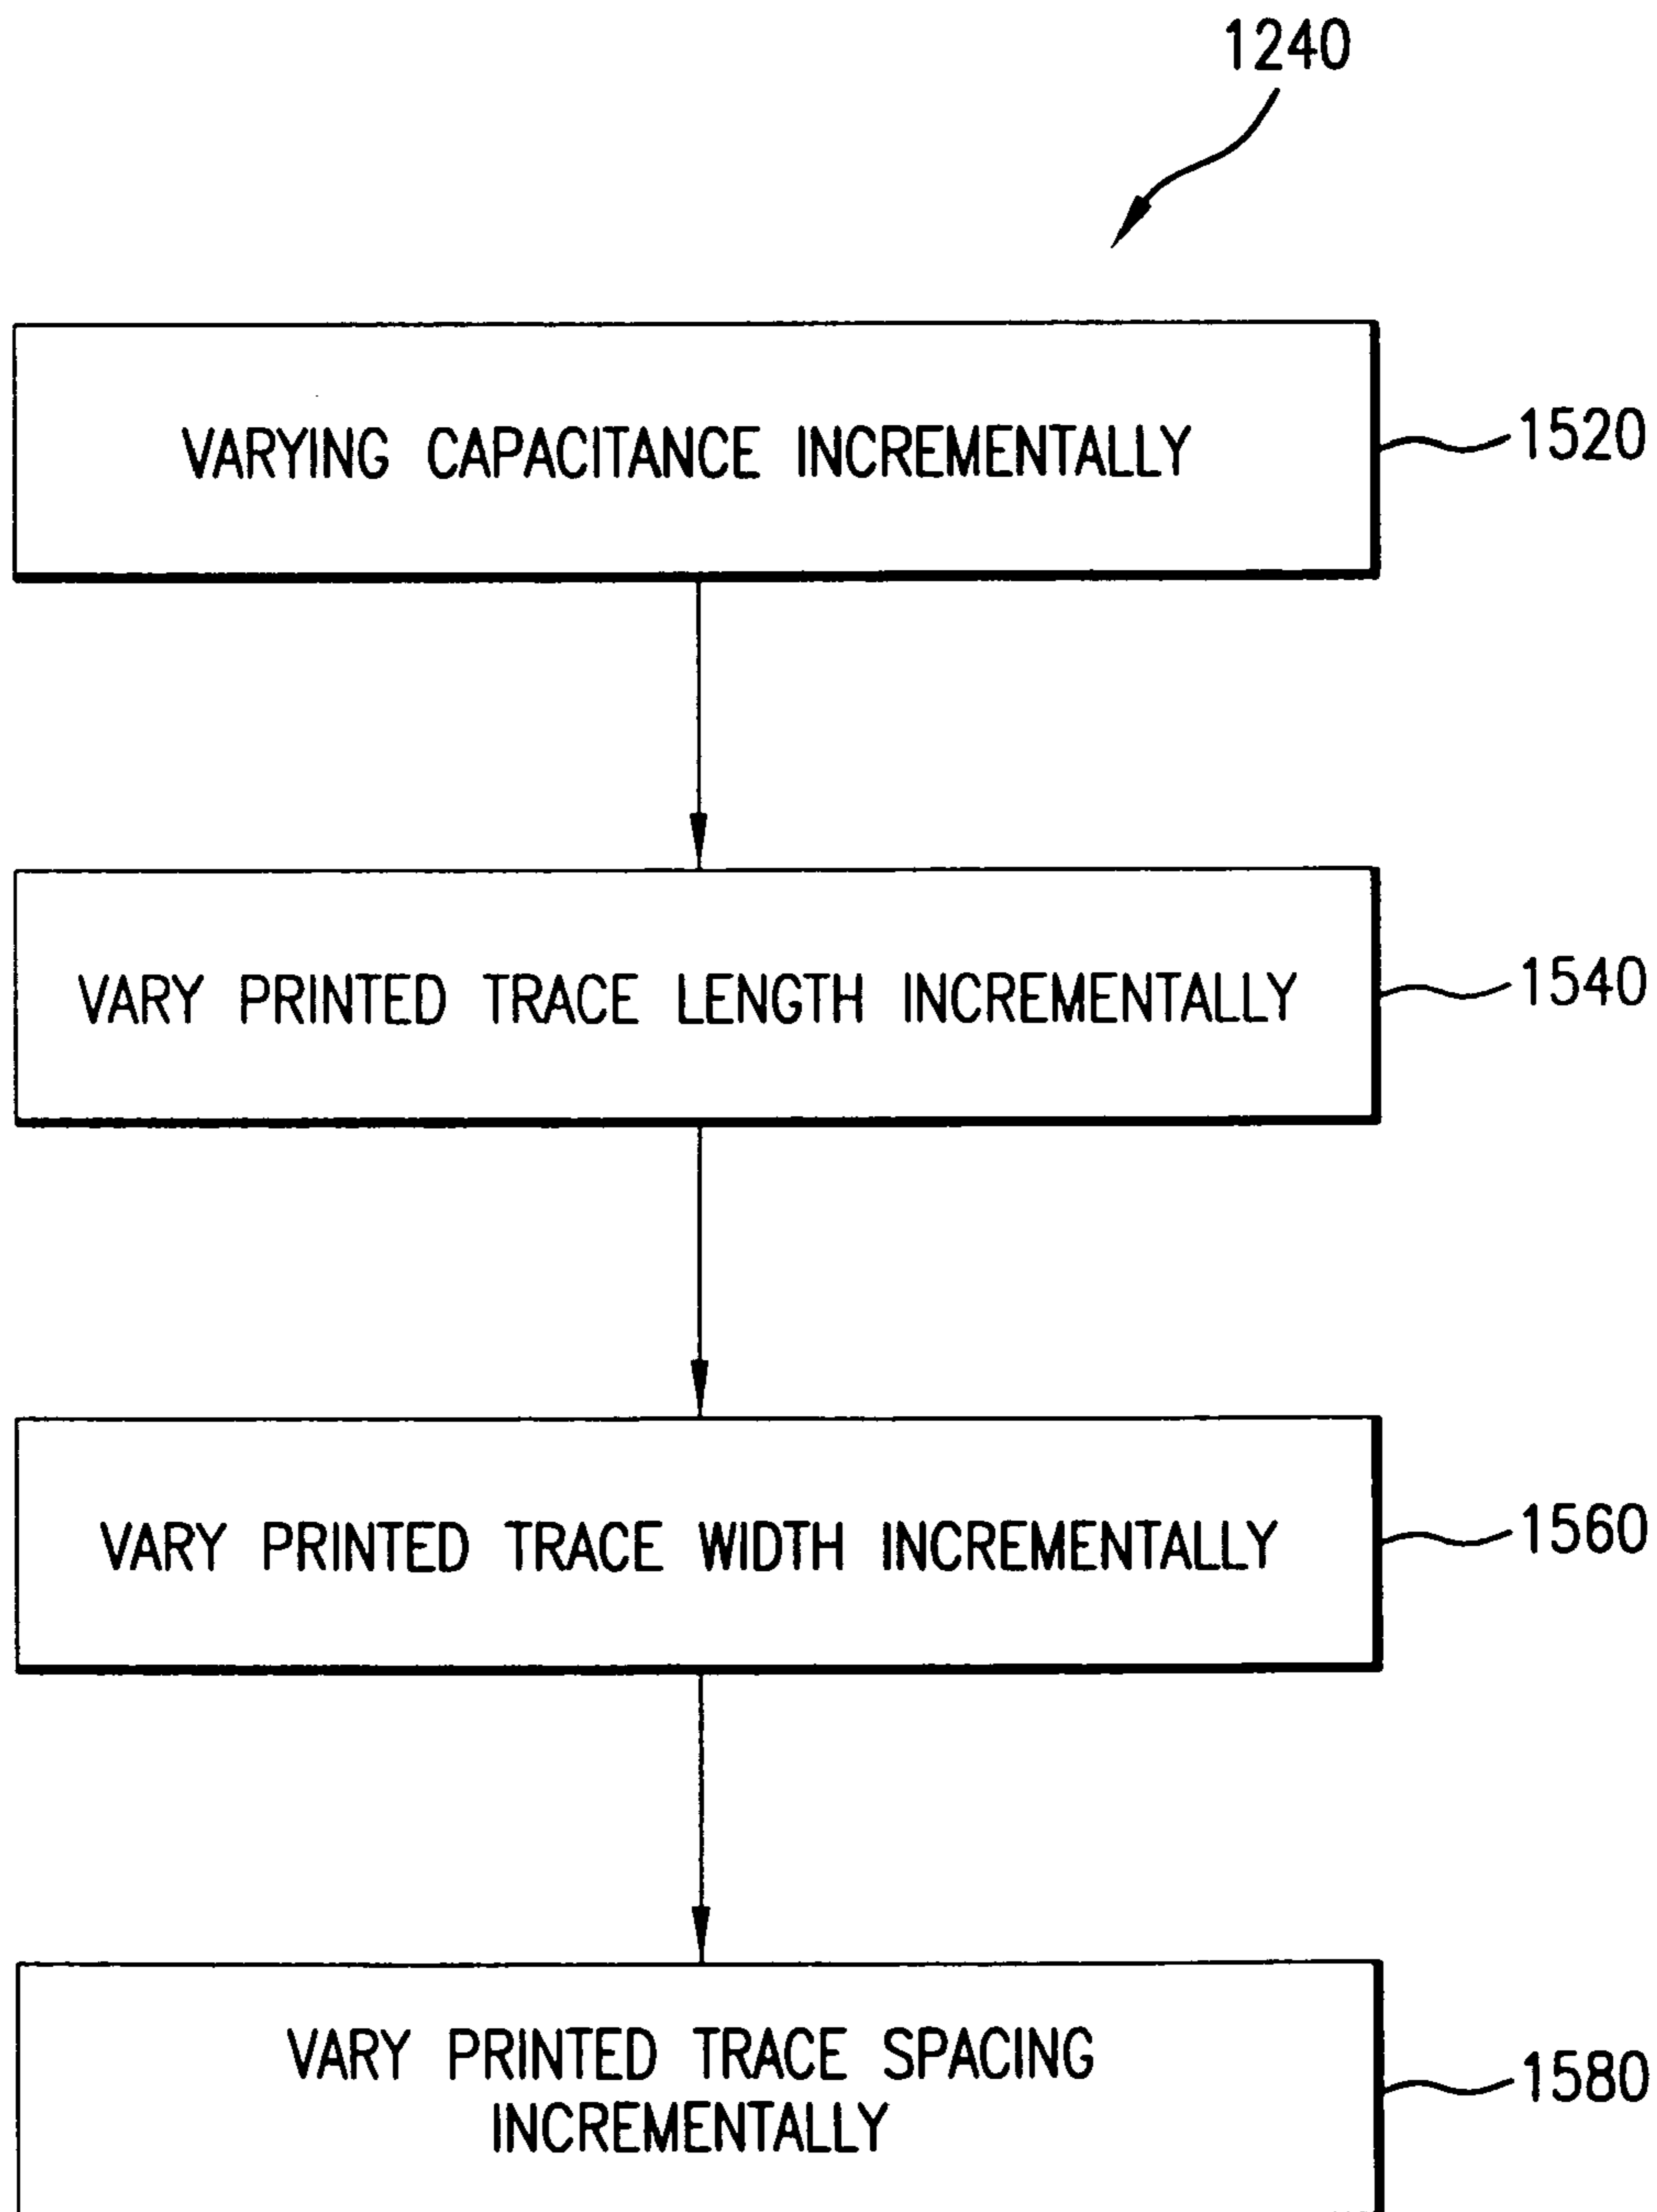 1240
VARYING CAPACITANCE INCREMENTALLY
1520
VARY PRINTED TRACE LENGTH INCREMENTALLY
1540
VARY PRINTED TRACE WIDTH INCREMENTALLY
1560
VARY PRINTED TRACE SPACING
INCREMENTALLY
1580